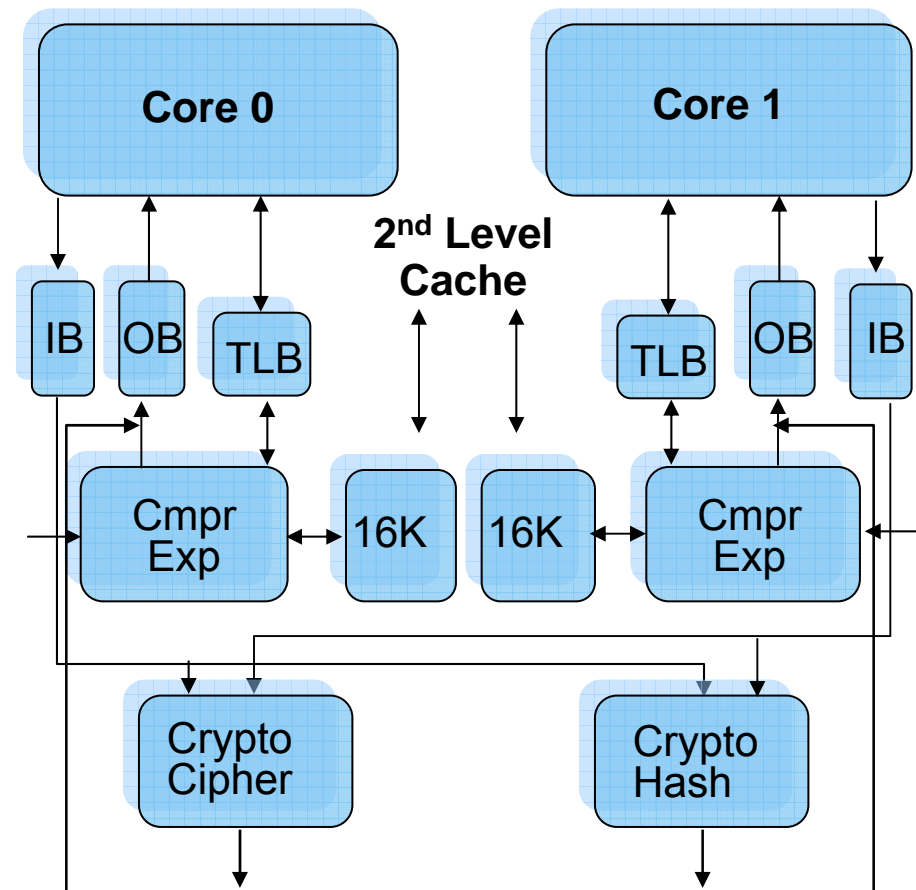 Core 0
Core 1
2nd Level
Cache
IB
OB
TLB
TLB
OB
IB
Cmpr
Exp
16K
16K
Cmpr
Exp
Crypto
Cipher
Crypto
Hash